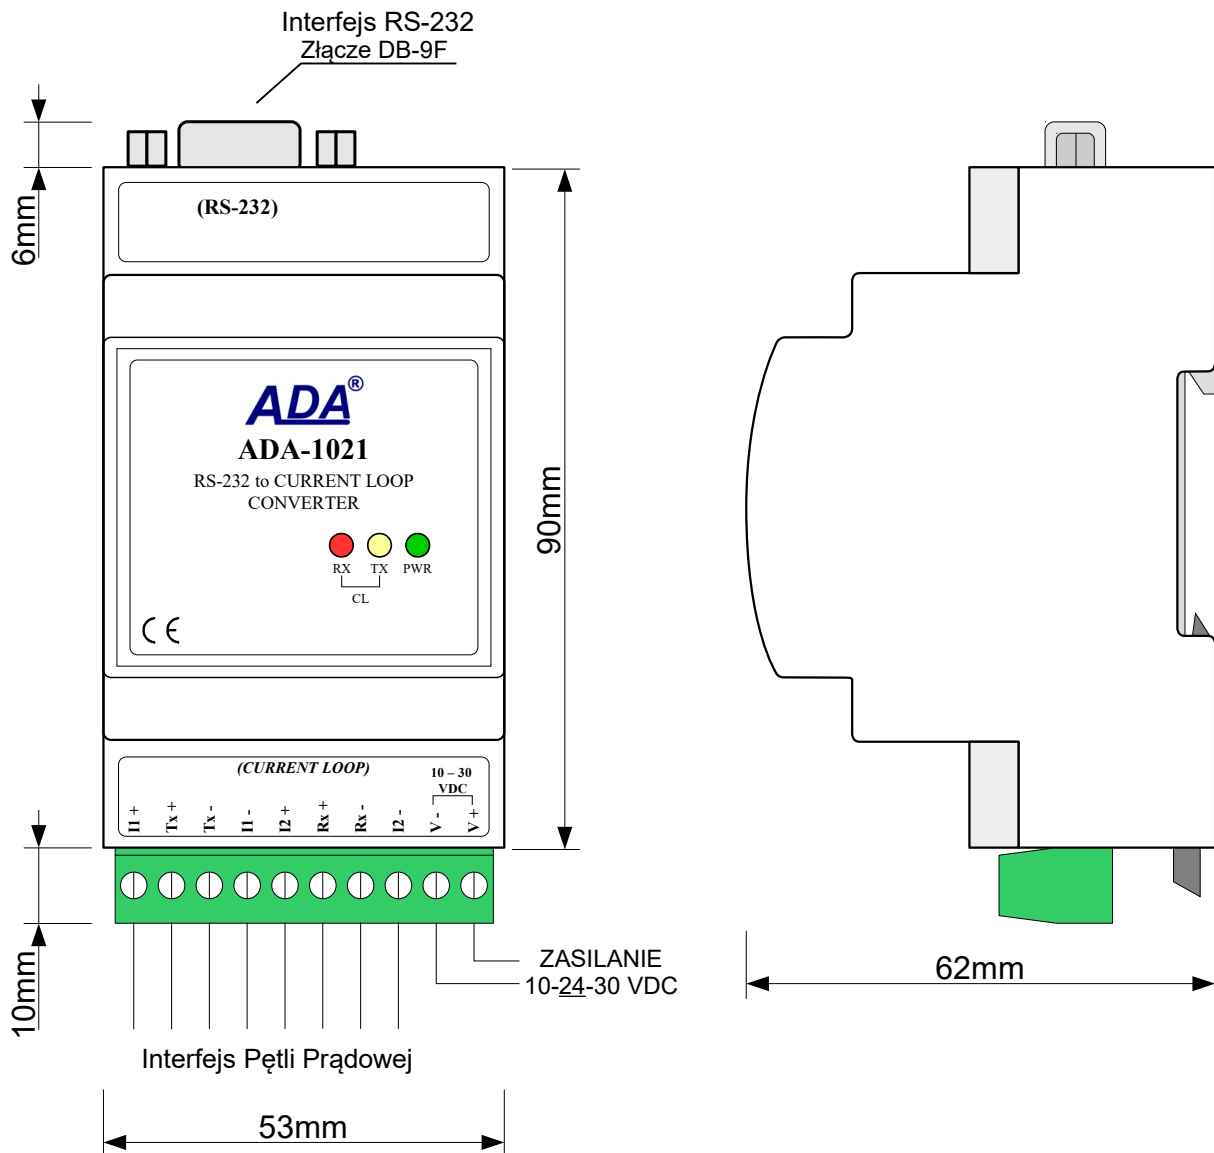 Interfejs RS-232
Złącze DB-9F
6mm
(RS-232)
ADA®
ADA-1021
RS-232 to CURRENT LOOP
CONVERTER
RX TX PWR
CL
CE
90mm
(CURRENT LOOP)
10 – 30
VDC
I1 + Tx + Tx - I1 - I2 + Rx + Rx - I2 - V - V +
10mm
ZASILANIE
10-24-30 VDC
Interfejs Pętli Prądowej
53mm
62mm